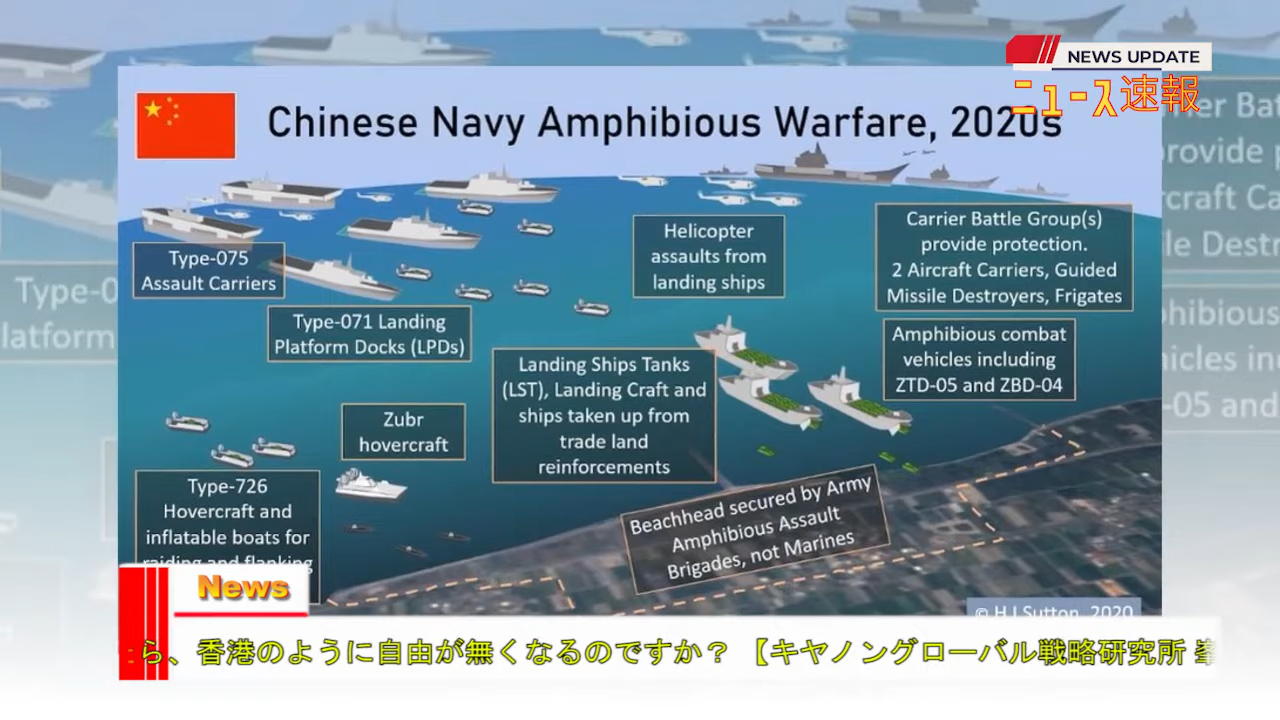 NEWS UPDATE
ニュース速報
Chinese Navy Amphibious Warfare, 2020s
Type-075
Assault Carriers
Type-071 Landing
Platform Docks (LPDs)
Helicopter
assaults from
landing ships
Carrier Battle Group(s)
provide protection.
2 Aircraft Carriers, Guided
Missile Destroyers, Frigates
Amphibious combat
vehicles including
ZTD-05 and ZBD-04
Landing Ships Tanks
(LST), Landing Craft and
ships taken up from
trade land
reinforcements
Zubr
hovercraft
Type-726
Hovercraft and
inflatable boats for
raiding and flanking
Beachhead secured by Army
Amphibious Assault
Brigades, not Marines
© H I Sutton, 2020
News
ら、香港のように自由が無くなるのですか？ 【キヤノングローバル戦略研究所